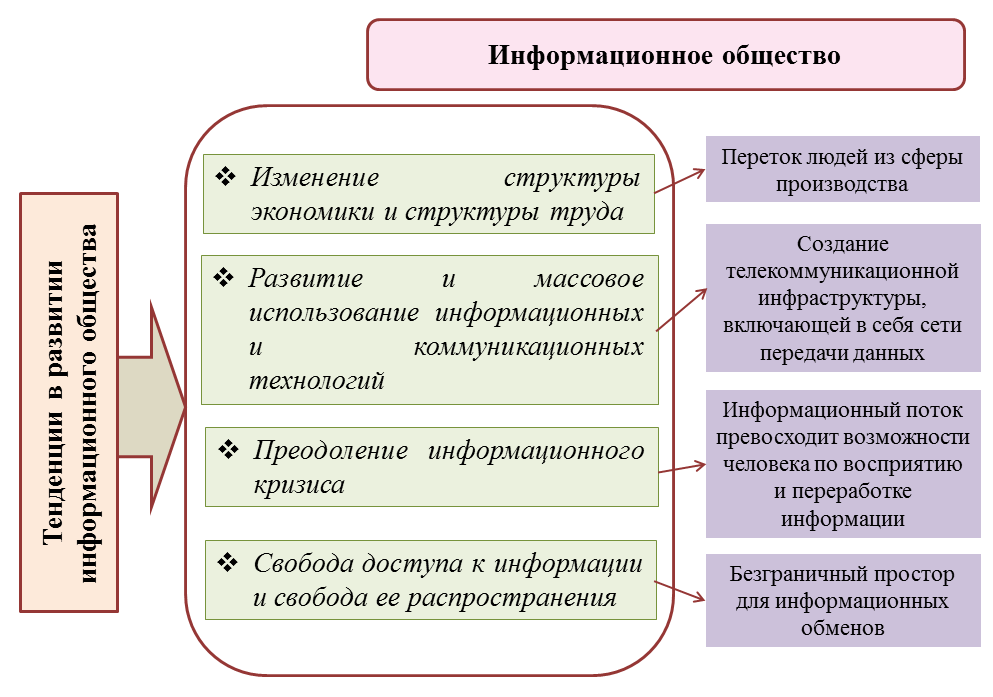 Информационное общество
Тенденции в развитии
информационного общества
❖ Изменение структуры
экономики и структуры труда
Переток людей из сферы
производства
❖ Развитие и массовое
использование информационных
и коммуникационных
технологий
Создание
телекоммуникационной
инфраструктуры,
включающей в себя сети
передачи данных
❖ Преодоление информационного
кризиса
Информационный поток
превосходит возможности
человека по восприятию
и переработке
информации
❖ Свобода доступа к информации
и свобода ее распространения
Безграничный простор
для информационных
обменов